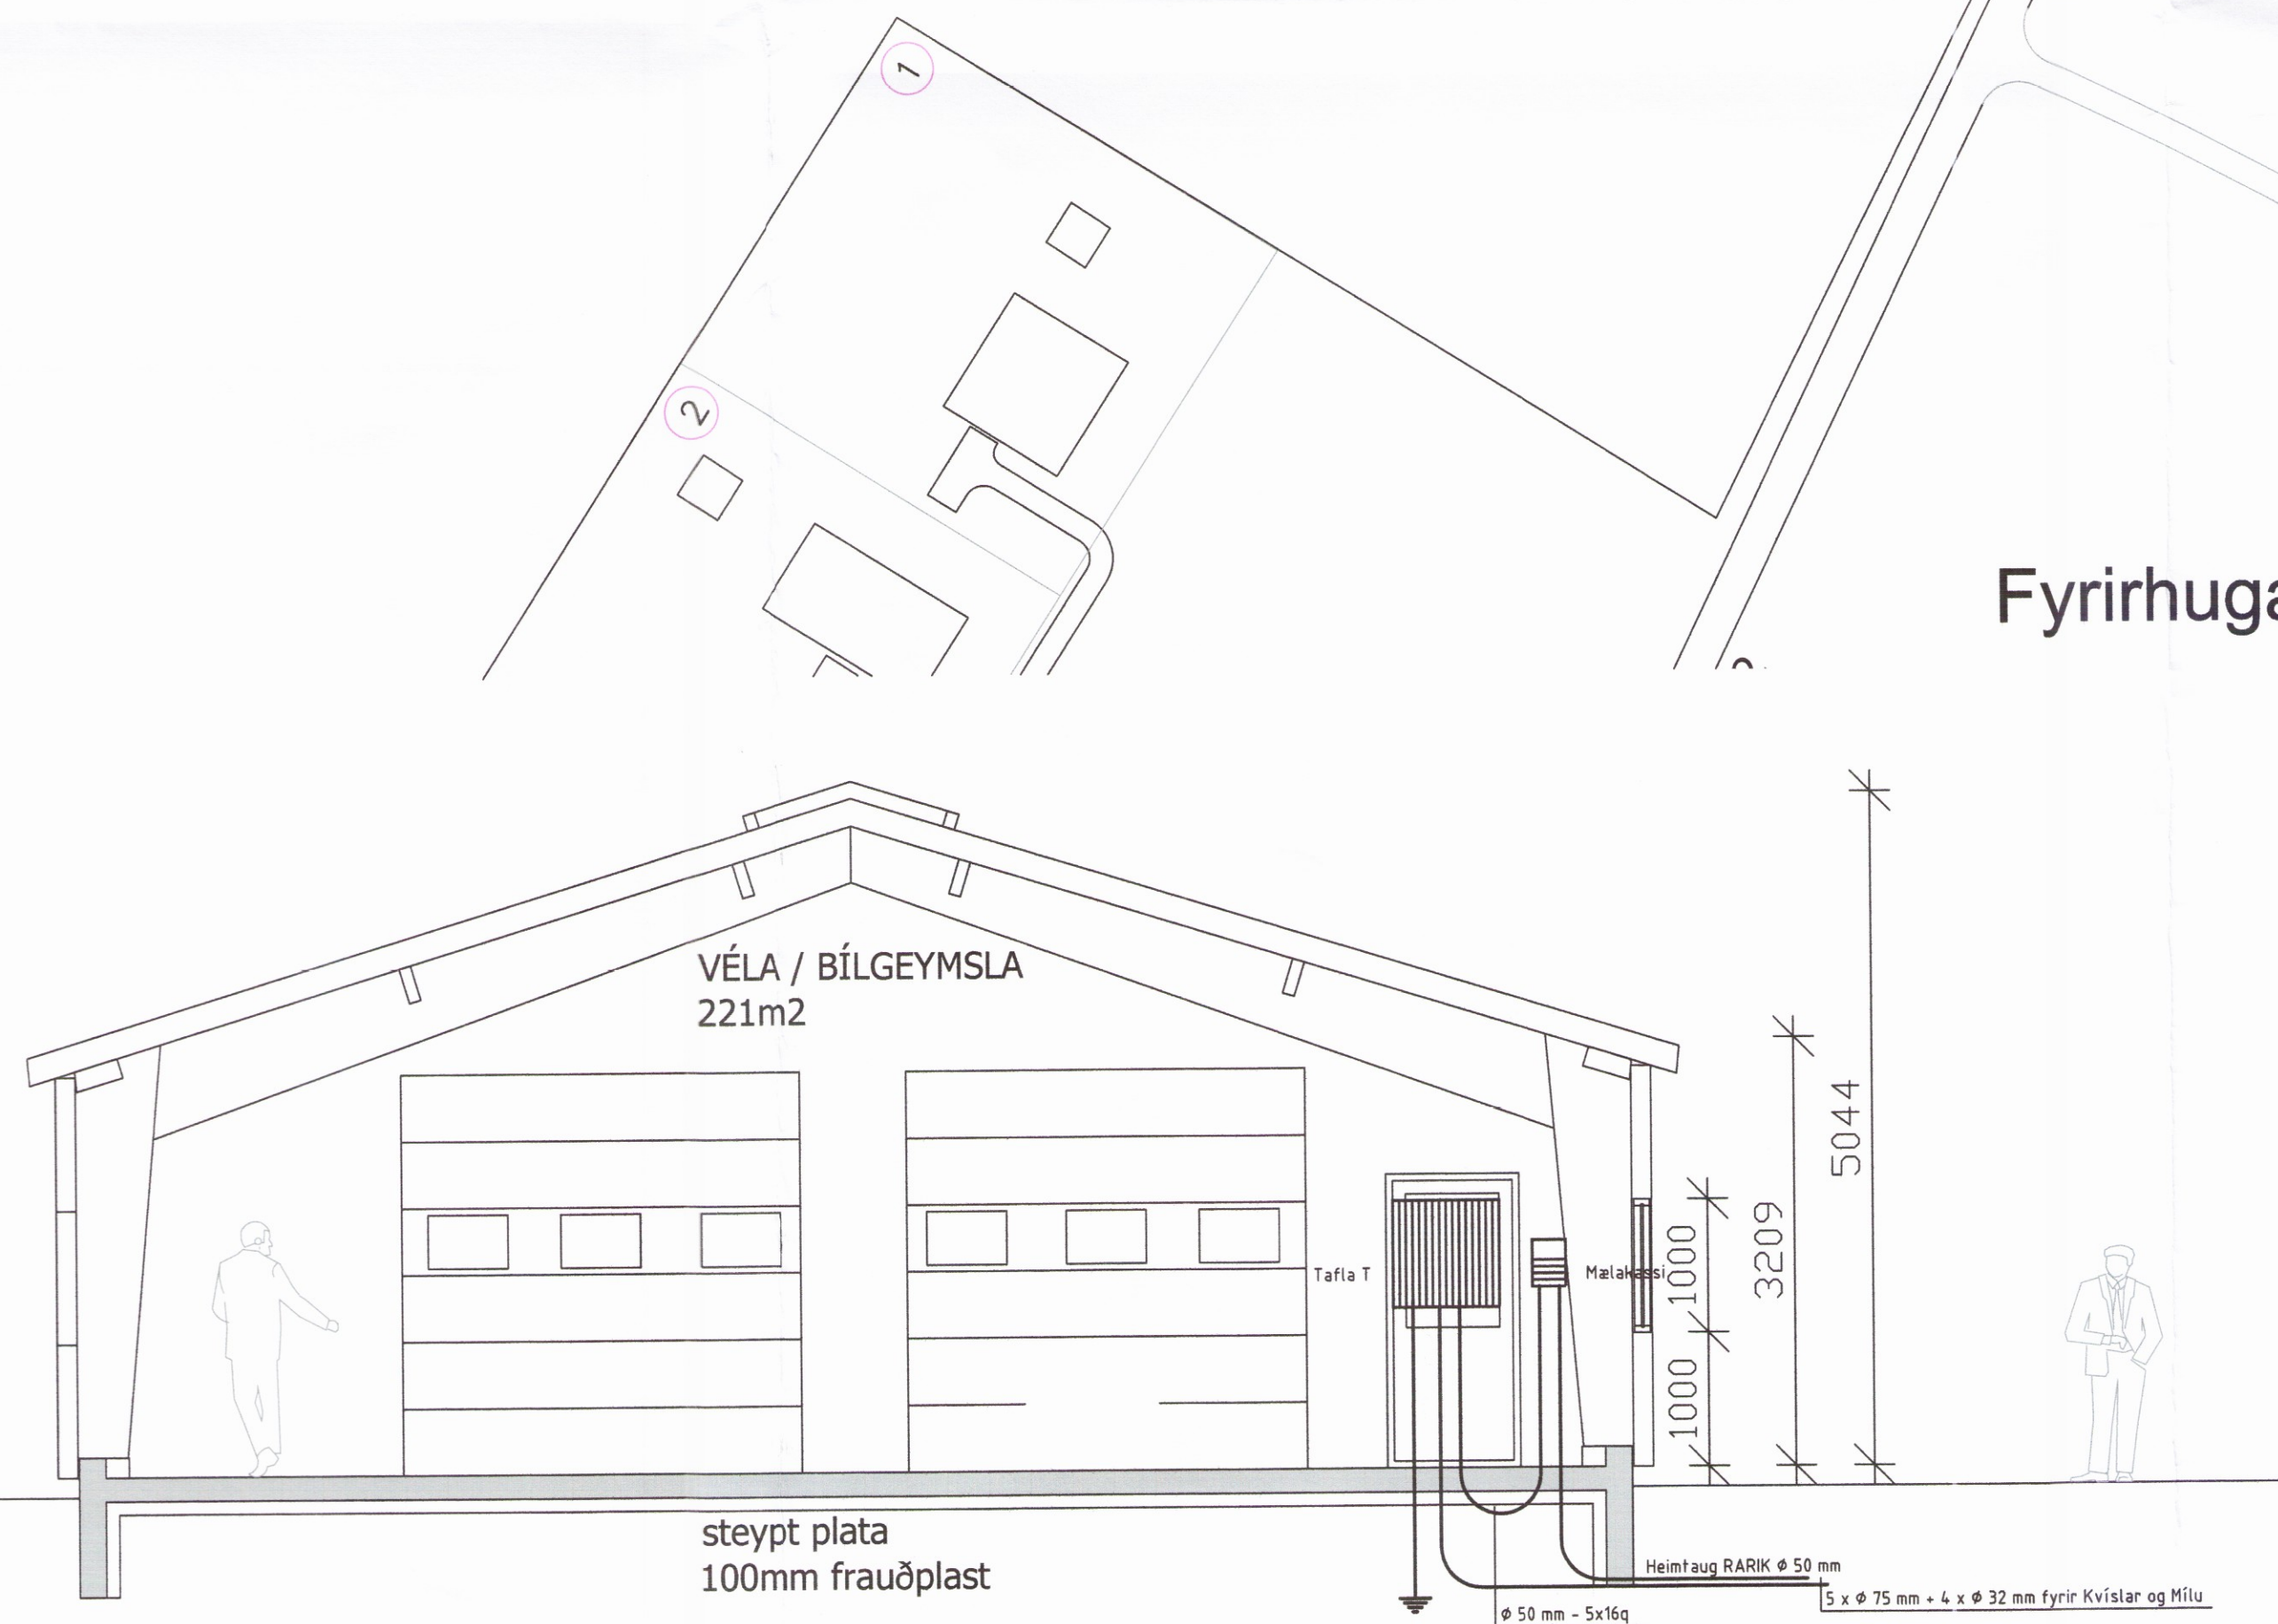 1
2
VÉLA / BÍLGEYMSLA
221m2
5044
3209
1000
1000
Tafla T
Mælakassi
steypt plata
100mm frauðplast
Heimtaug RARIK ø 50 mm
5 x ø 75 mm + 4 x ø 32 mm fyrir Kvíslar og Mílu
ø 50 mm - 5x16q